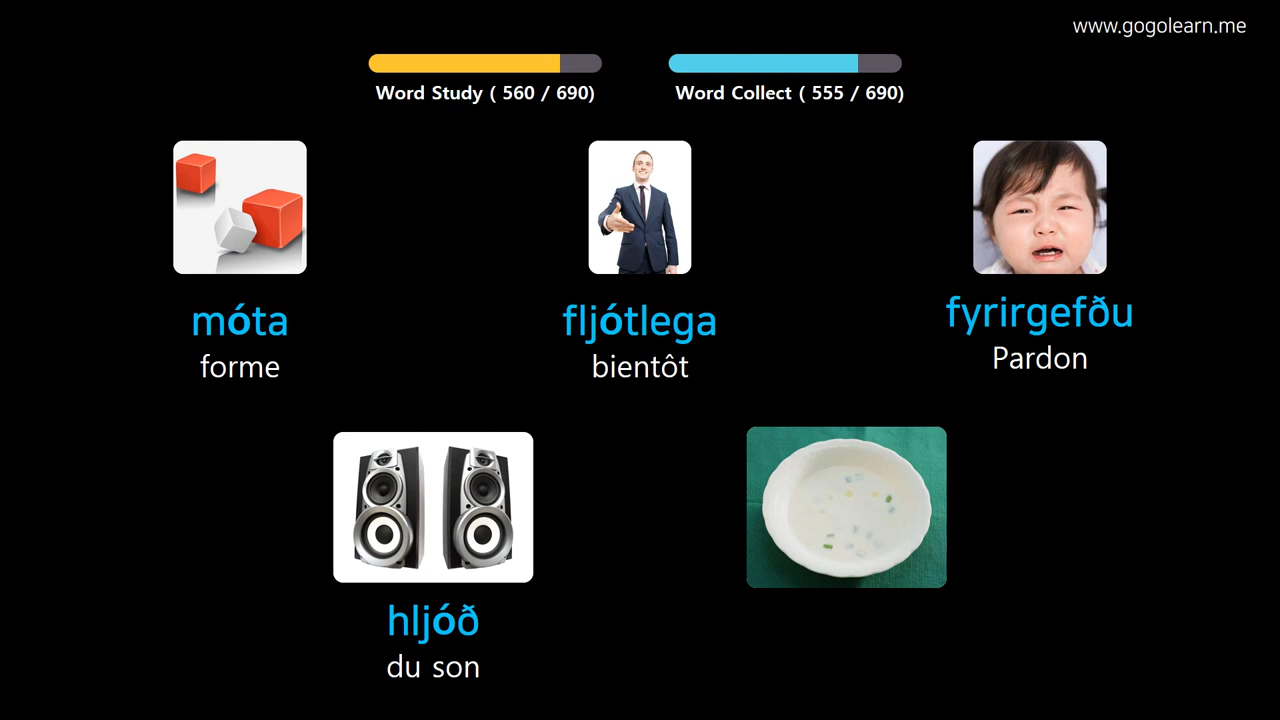 www.gogolearn.me
Word Study ( 560 / 690)
Word Collect ( 555 / 690)
móta
forme
fljótlega
bientôt
fyrirgefðu
Pardon
hljóð
du son